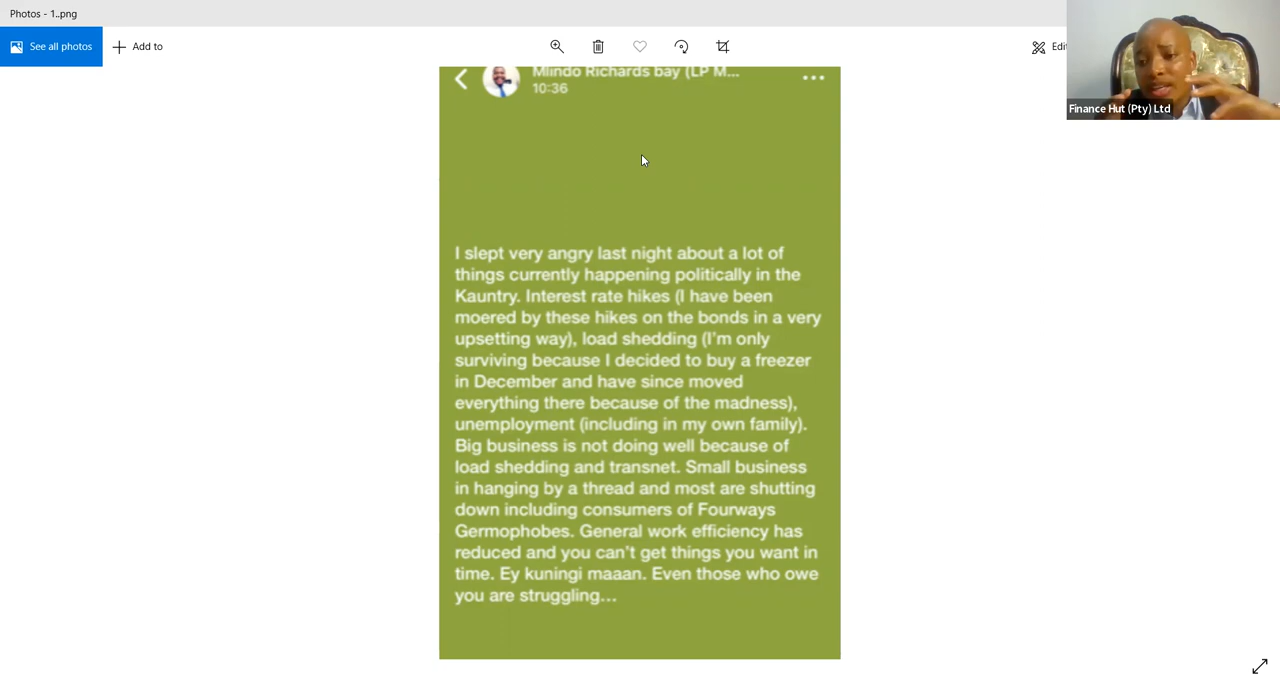 Photos - 1..png
See all photos
Add to
Finance Hut (Pty) Ltd
Mlindo Richards bay (LP M...
10:36
I slept very angry last night about a lot of
things currently happening politically in the
Kauntry. Interest rate hikes (I have been
moered by these hikes on the bonds in a very
upsetting way), load shedding (I'm only
surviving because I decided to buy a freezer
in December and have since moved
everything there because of the madness),
unemployment (including in my own family).
Big business is not doing well because of
load shedding and transnet. Small business
in hanging by a thread and most are shutting
down including consumers of Fourways
Germophobes. General work efficiency has
reduced and you can't get things you want in
time. Ey kuningi maaan. Even those who owe
you are struggling...